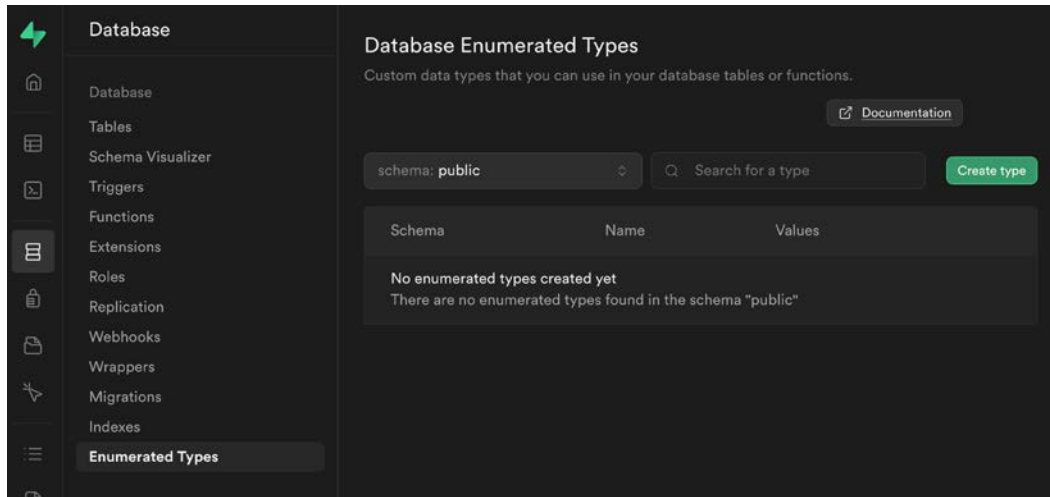 Database
Database
Tables
Schema Visualizer
Triggers
Functions
Extensions
Roles
Replication
Webhooks
Wrappers
Migrations
Indexes
Enumerated Types
Database Enumerated Types
Custom data types that you can use in your database tables or functions.
Documentation
schema: public
Search for a type
Create type
Schema Name Values
No enumerated types created yet
There are no enumerated types found in the schema "public"